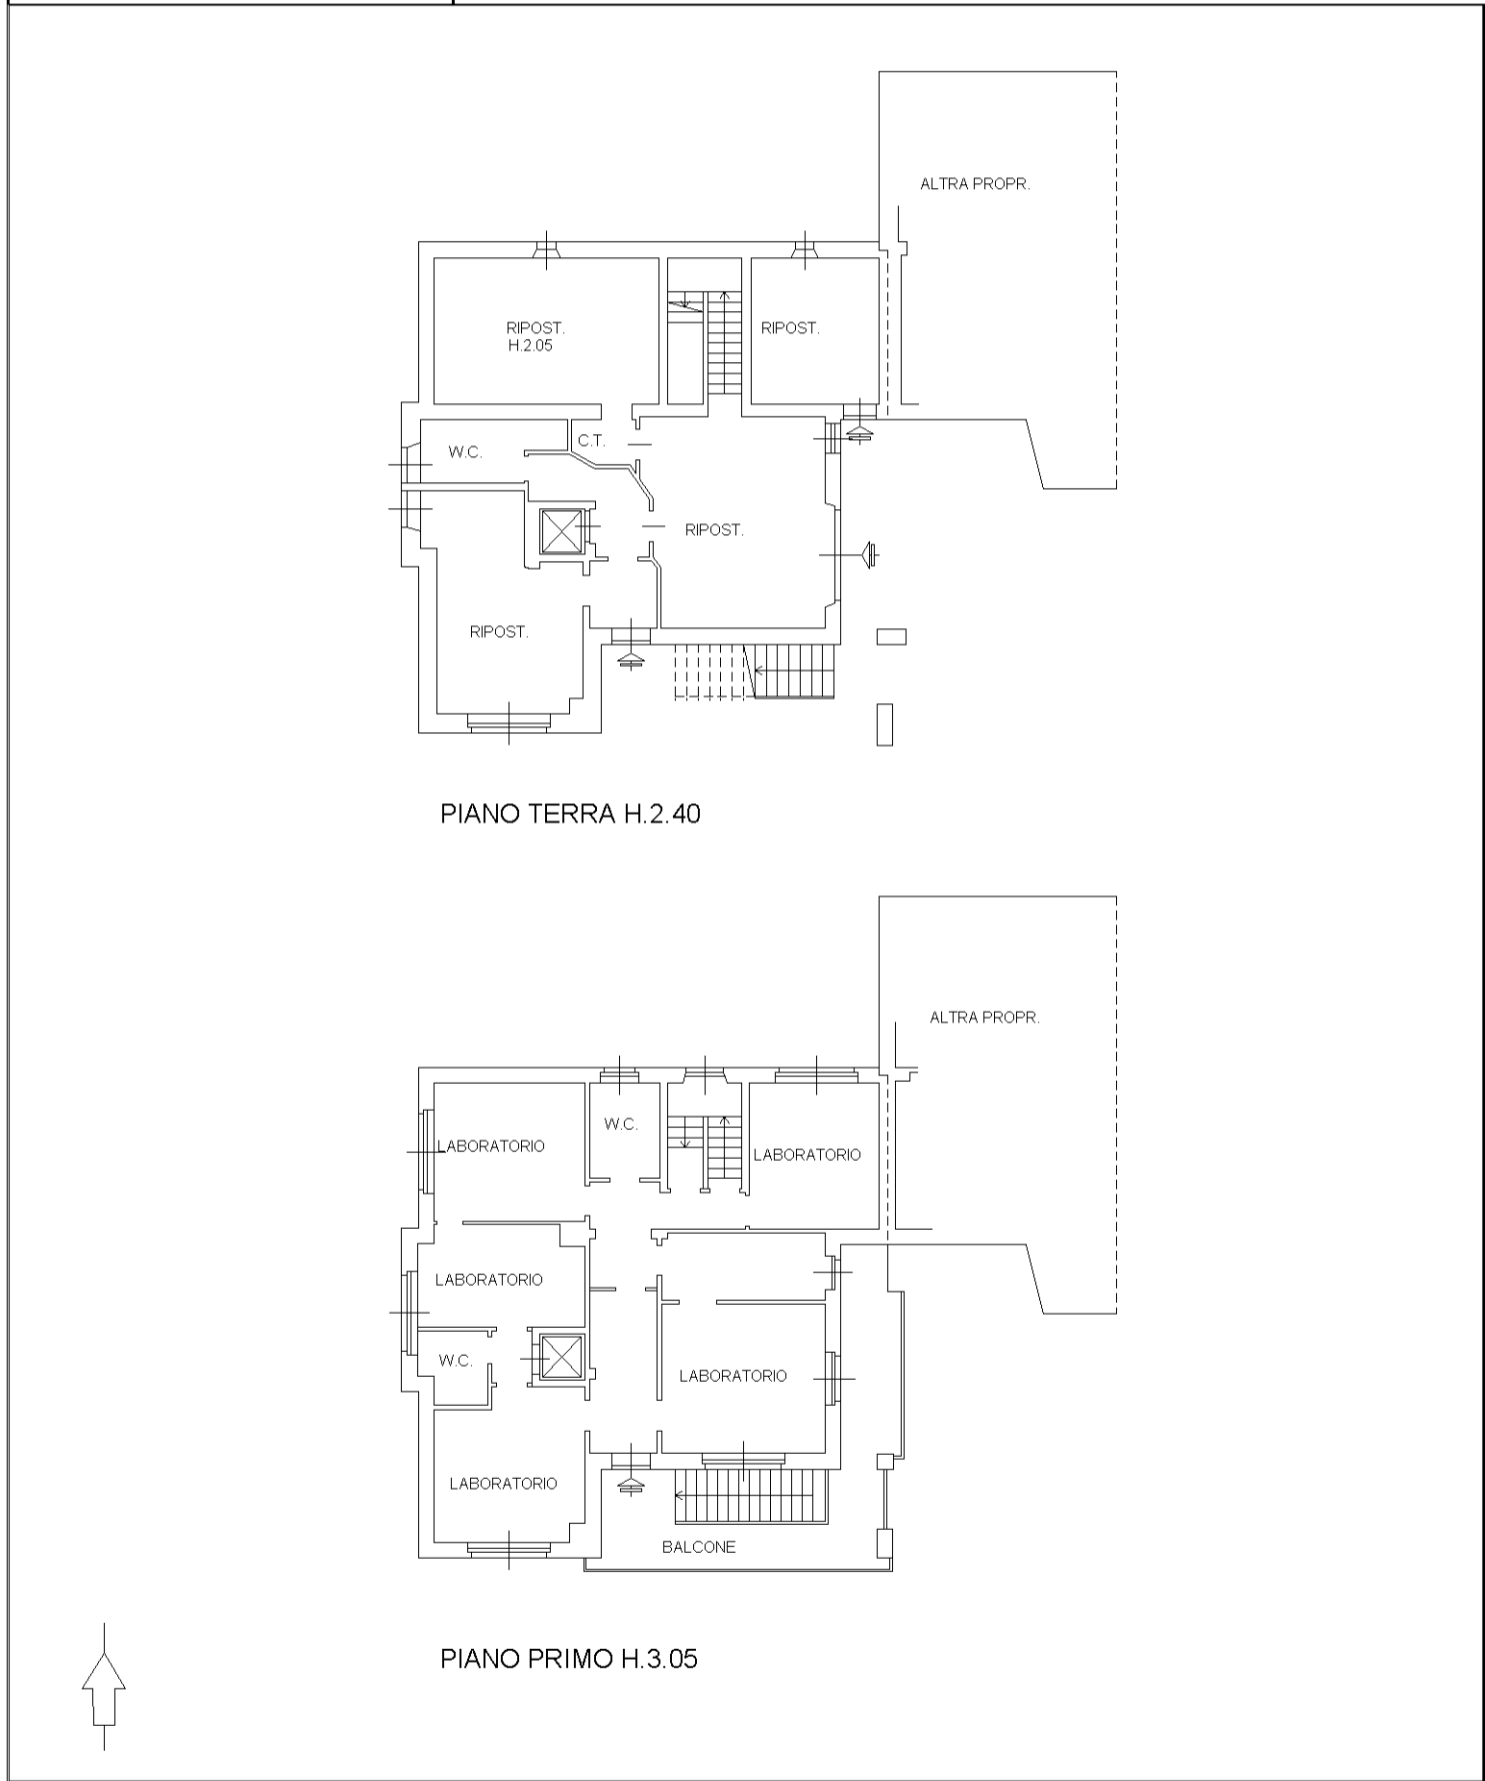 ALTRA PROPR.
RIPOST.
H.2.05
RIPOST.
W.C.
C.T.
RIPOST.
RIPOST.
PIANO TERRA H.2.40
ALTRA PROPR.
W.C.
LABORATORIO
LABORATORIO
LABORATORIO
W.C.
LABORATORIO
LABORATORIO
BALCONE
PIANO PRIMO H.3.05